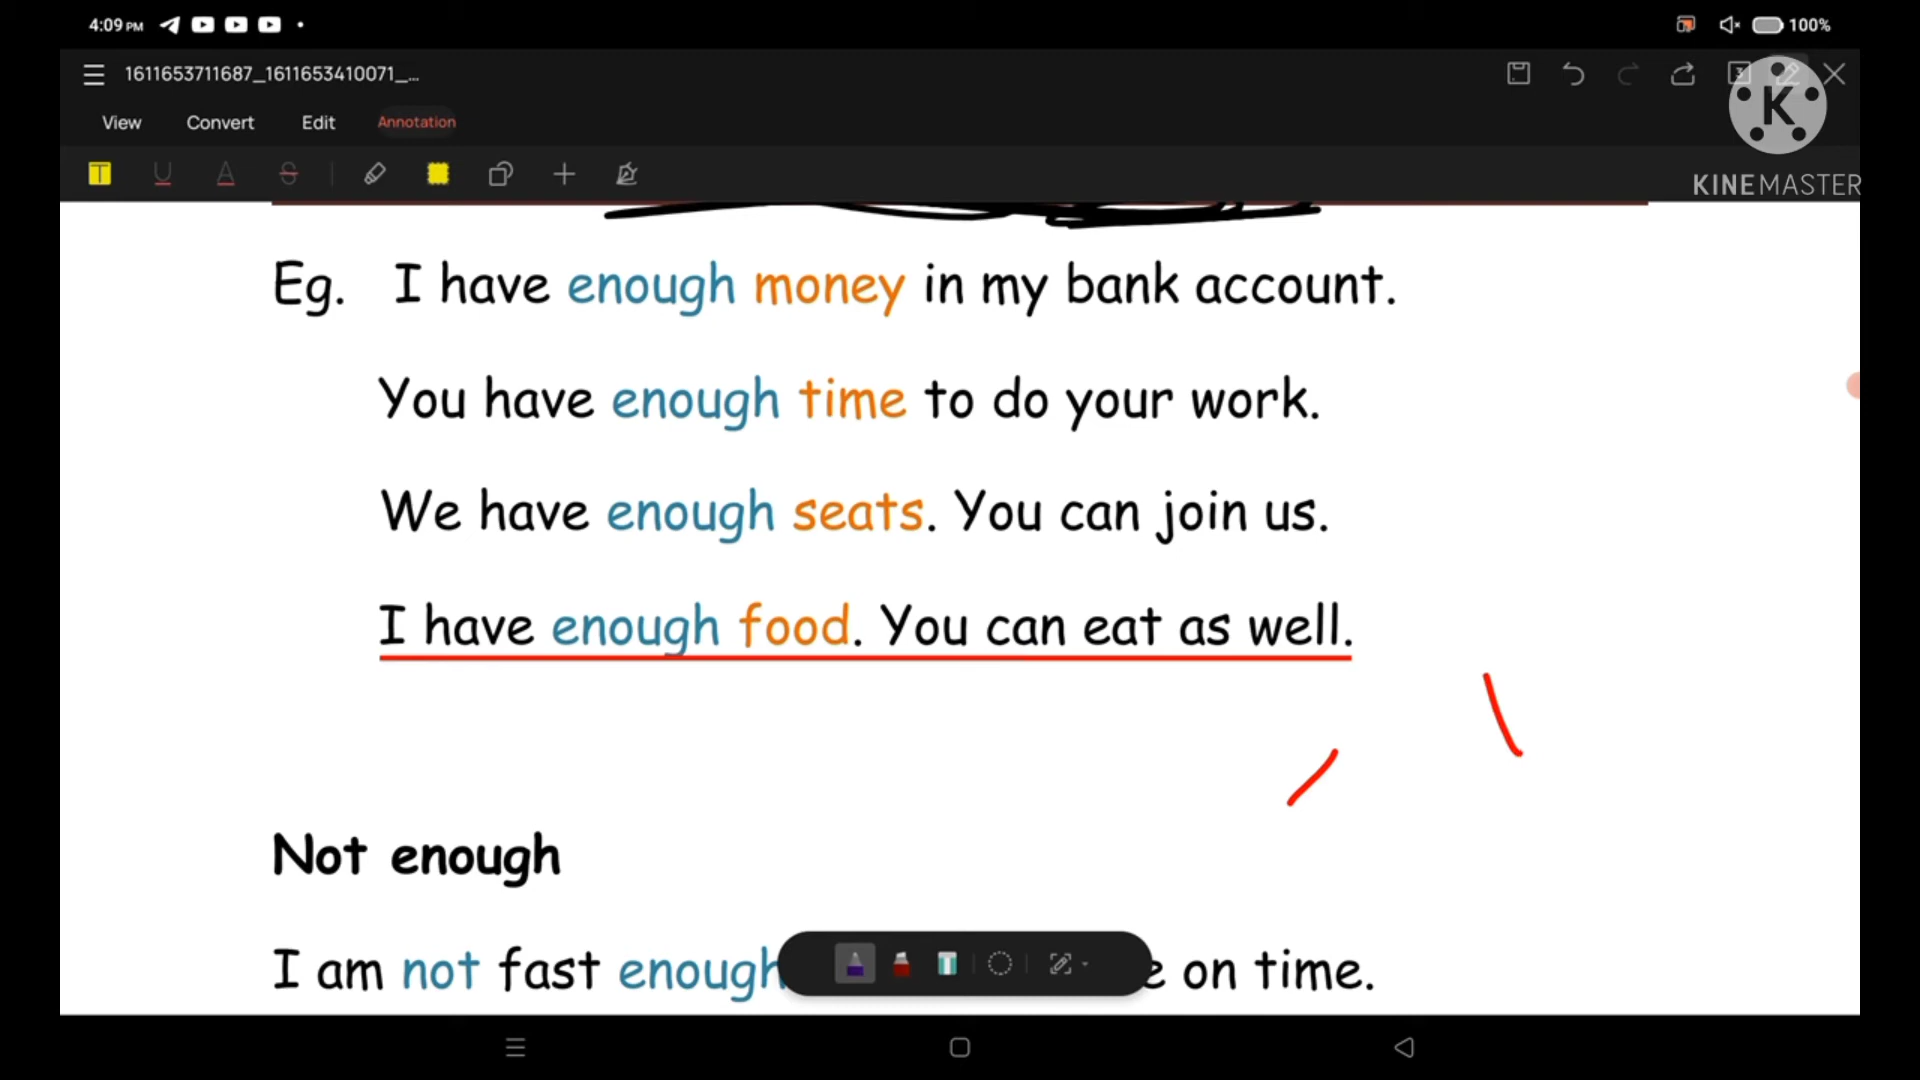 4:09 PM 100%
1611653711687_1611653410071_...
View Convert Edit Annotation
KINEMASTER
Eg. I have enough money in my bank account.
You have enough time to do your work.
We have enough seats. You can join us.
I have enough food. You can eat as well.
Not enough
I am not fast enough on time.